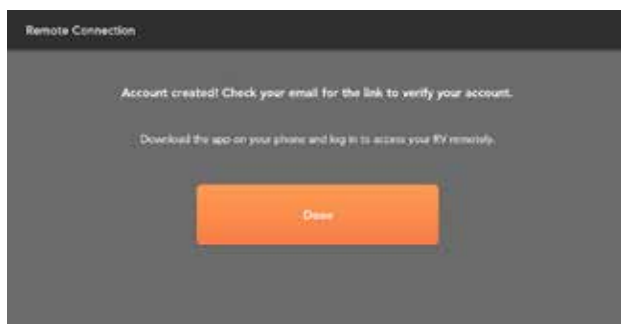 Remote Connection
Account created! Check your email for the link to verify your account.
Download the app on your phone and log in to access your RV remotely.
Done